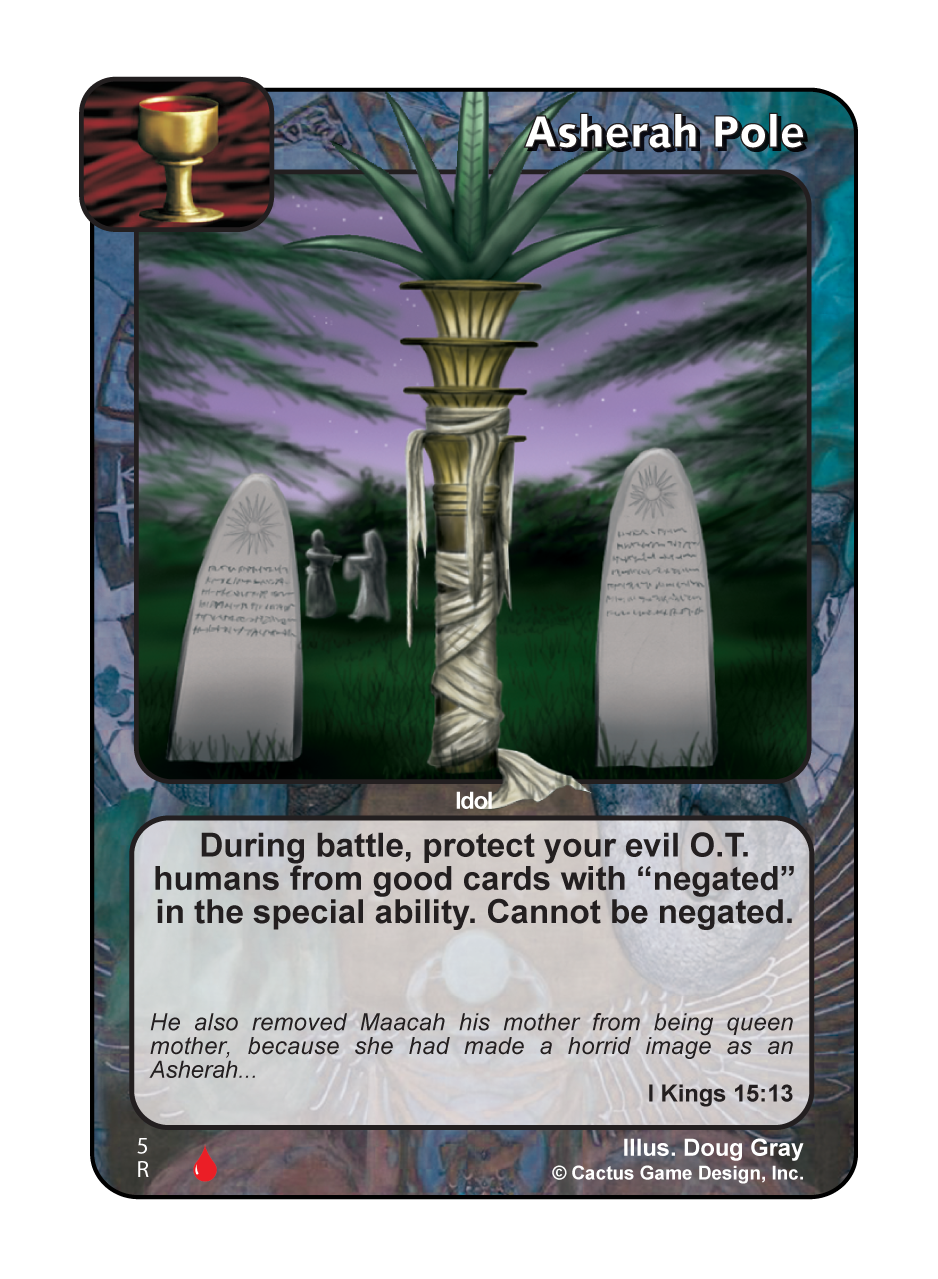 Asherah Pole
Idol
During battle, protect your evil O.T.
humans from good cards with “negated”
in the special ability. Cannot be negated.
He also removed Maacah his mother from being queen
mother, because she had made a horrid image as an
Asherah...
I Kings 15:13
5
R
Illus. Doug Gray
© Cactus Game Design, Inc.